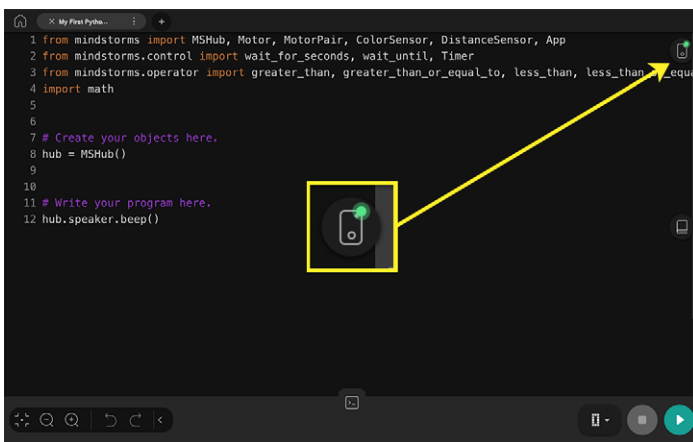 My First Pytho...
1 from mindstorms import MSHub, Motor, MotorPair, ColorSensor, DistanceSensor, App
2 from mindstorms.control import wait_for_seconds, wait_until, Timer
3 from mindstorms.operator import greater_than, greater_than_or_equal_to, less_than, less_than_or_equa
4 import math
5
6
7 # Create your objects here.
8 hub = MSHub()
9
10
11 # Write your program here.
12 hub.speaker.beep()